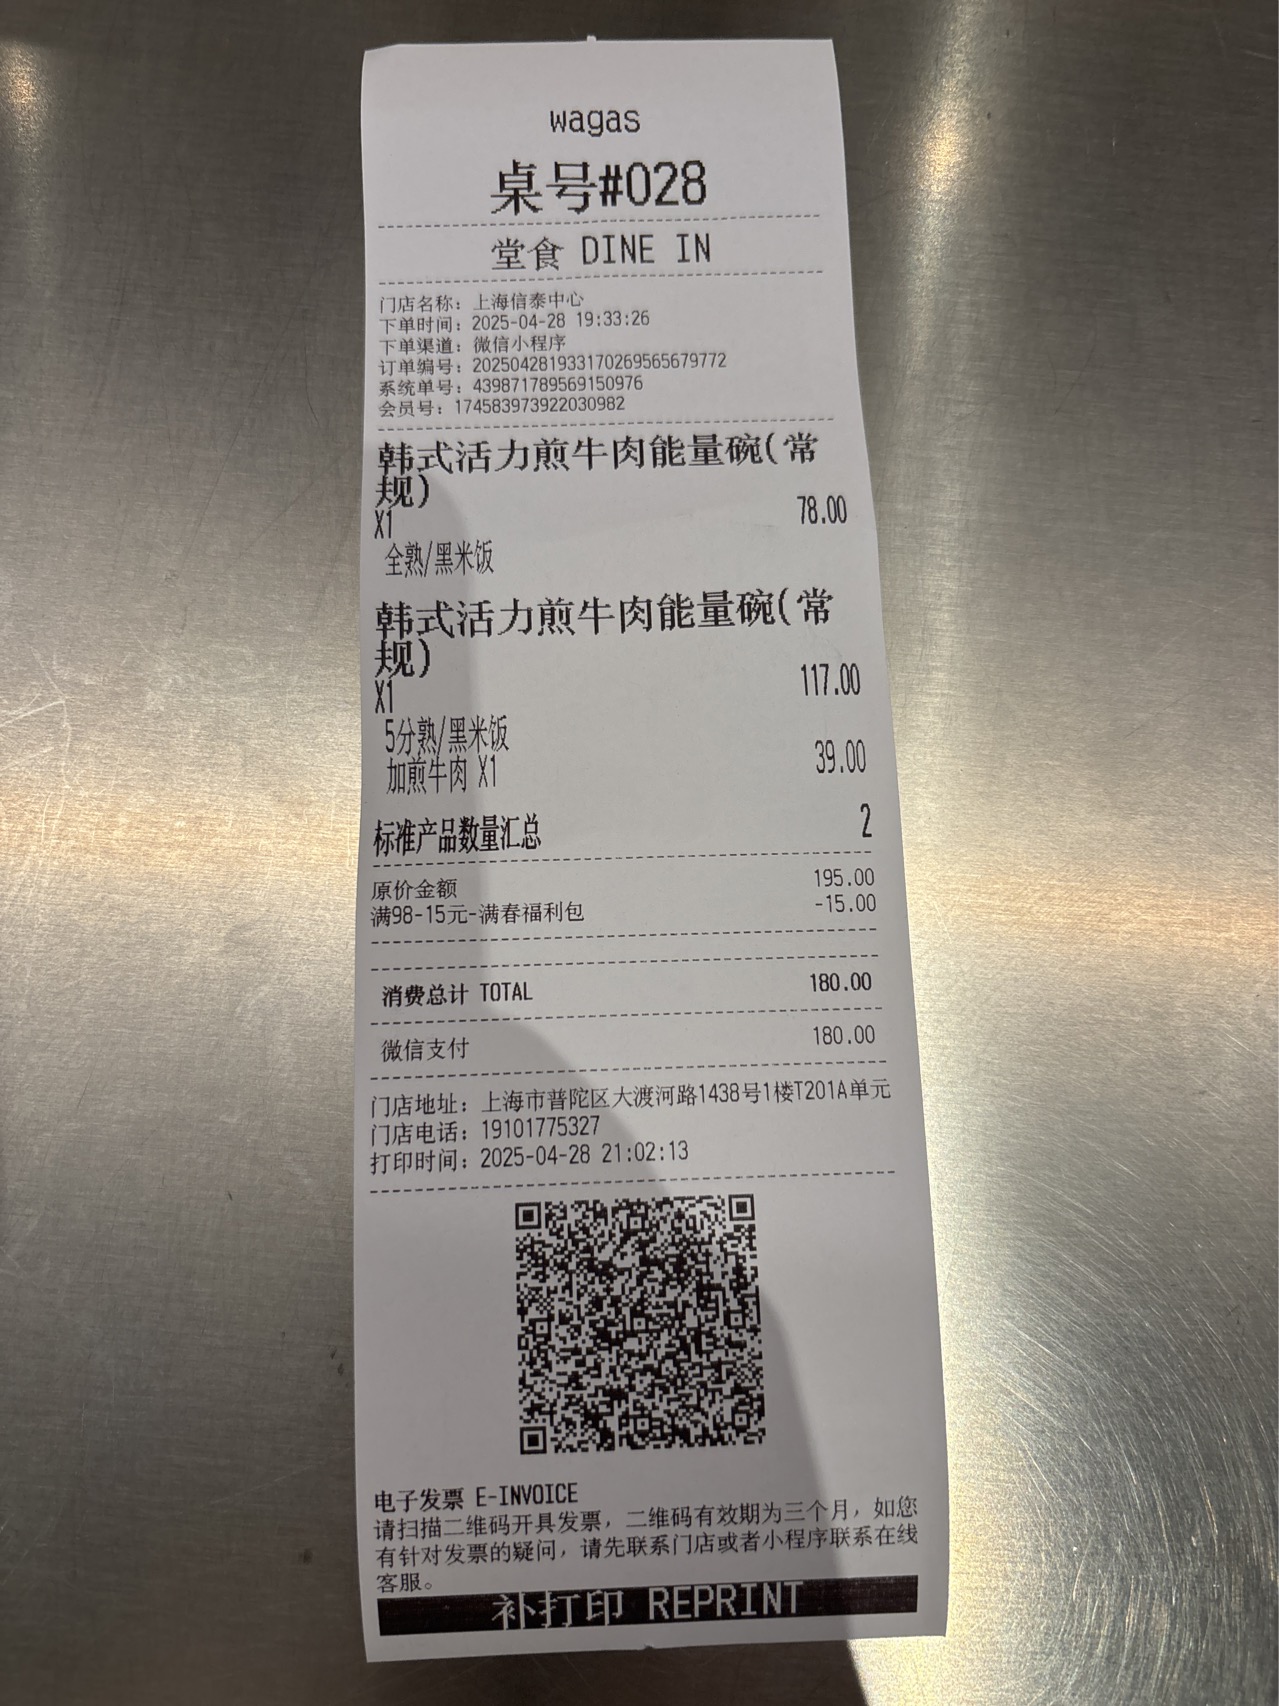 wagas
桌号#028
堂食 DINE IN
门店名称: 上海信泰中心
下单时间: 2025-04-28 19:33:26
下单渠道: 微信小程序
订单编号: 2025042819331702695656​79772
系统单号: 439871789569150976
会员号: 174583973922030982
韩式活力煎牛肉能量碗(常
规)
X1 78.00
全熟/黑米饭
韩式活力煎牛肉能量碗(常
规)
X1 117.00
5分熟/黑米饭
加煎牛肉 X1 39.00
标准产品数量汇总 2
原价金额 195.00
满98-15元-满春福利包 -15.00
消费总计 TOTAL 180.00
微信支付 180.00
门店地址: 上海市普陀区大渡河路1438号1楼T201A单元
门店电话: 19101775327
打印时间: 2025-04-28 21:02:13
电子发票 E-INVOICE
请扫描二维码开具发票，二维码有效期为三个月，如您
有针对发票的疑问，请先联系门店或者小程序联系在线
客服。
补打印 REPRINT